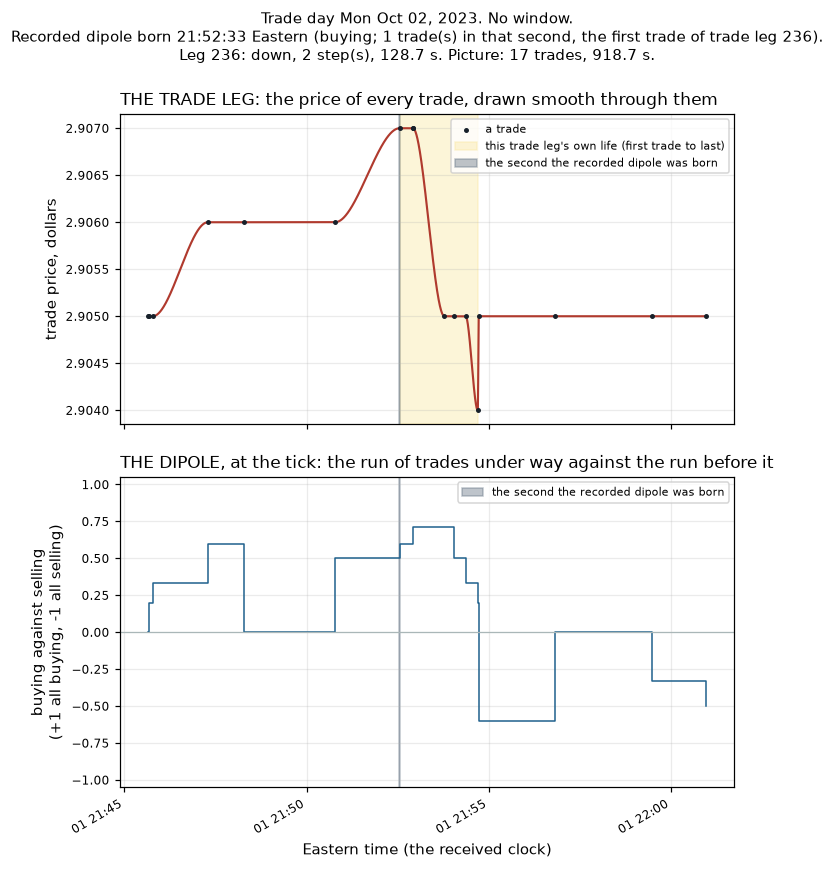 Trade day Mon Oct 02, 2023. No window.
Recorded dipole born 21:52:33 Eastern (buying; 1 trade(s) in that second, the first trade of trade leg 236).
Leg 236: down, 2 step(s), 128.7 s. Picture: 17 trades, 918.7 s.
THE TRADE LEG: the price of every trade, drawn smooth through them
a trade
this trade leg's own life (first trade to last)
the second the recorded dipole was born
trade price, dollars
2.9070
2.9065
2.9060
2.9055
2.9050
2.9045
2.9040
THE DIPOLE, at the tick: the run of trades under way against the run before it
the second the recorded dipole was born
buying against selling
(+1 all buying, -1 all selling)
1.00
0.75
0.50
0.25
0.00
−0.25
−0.50
−0.75
−1.00
01 21:45
01 21:50
01 21:55
01 22:00
Eastern time (the received clock)